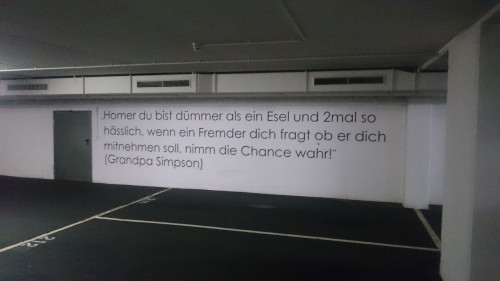 „Homer du bist dümmer als ein Esel und 2mal so
hässlich, wenn ein Fremder dich fragt ob er dich
mitnehmen soll, nimm die Chance wahr!"
(Grandpa Simpson)
212